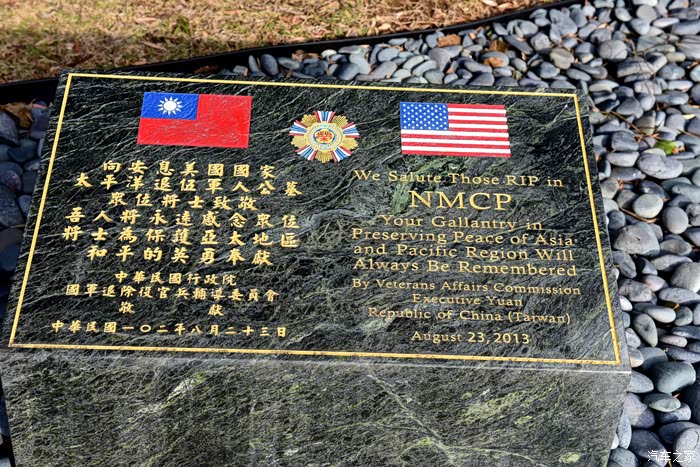 向安息美國國家
太平洋退伍軍人公墓
眾位將士致敬
吾人將永遠感念眾位
將士為保護亞太地區
和平的英勇奉獻
中華民國行政院
國軍退除役官兵輔導委員會
敬 獻
中華民國一〇二年八月二十三日
We Salute Those RIP in
NMCP
Your Gallantry in
Preserving Peace of Asia
and Pacific Region Will
Always Be Remembered
By Veterans Affairs Commission
Executive Yuan
Republic of China (Taiwan)
August 23, 2013
汽车之家